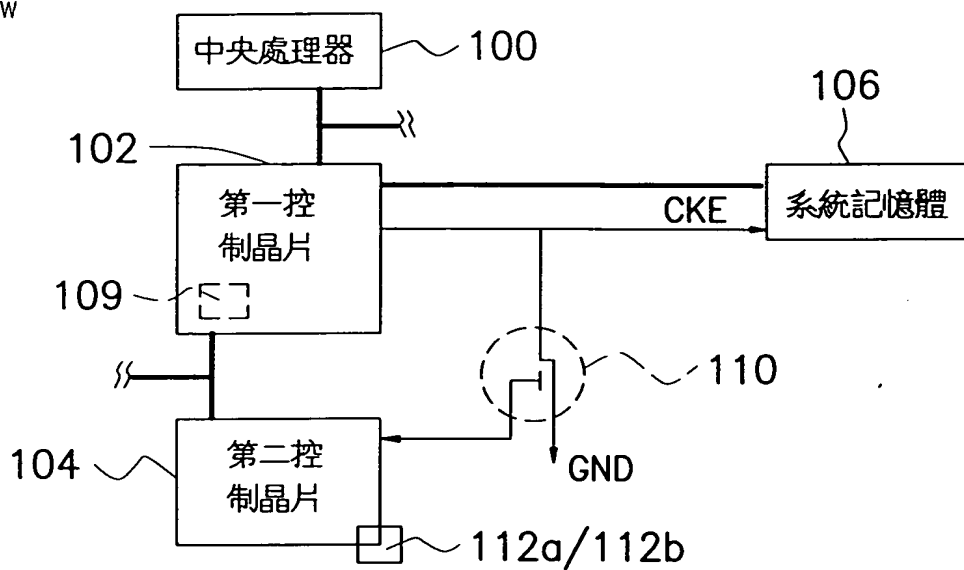 W
中央處理器
100
106
102
第一控
制晶片
系統記憶體
CKE
109
110
104
第二控
制晶片
GND
112a/112b